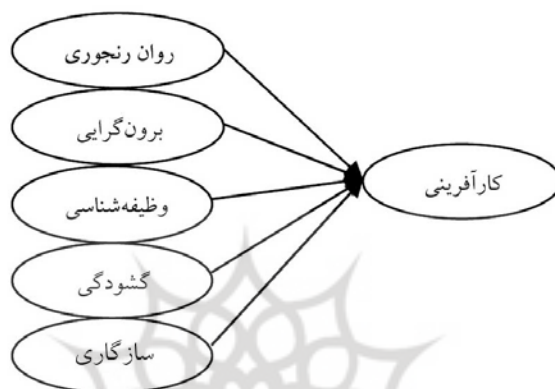 روان رنجوری
برون‌گرایی
وظیفه‌شناسی
گشودگی
سازگاری
کارآفرینی